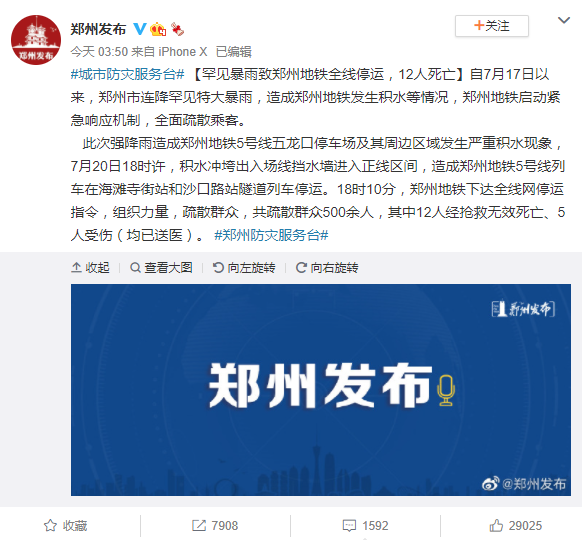 郑州发布
+关注
今天 03:50 来自 iPhone X 已编辑
#城市防灾服务台# 【罕见暴雨致郑州地铁全线停运，12人死亡】自7月17日以
来，郑州市连降罕见特大暴雨，造成郑州地铁发生积水等情况，郑州地铁启动紧
急响应机制，全面疏散乘客。
此次强降雨造成郑州地铁5号线五龙口停车场及其周边区域发生严重积水现象，
7月20日18时许，积水冲垮出入场线挡水墙进入正线区间，造成郑州地铁5号线列
车在海滩寺街站和沙口路站隧道列车停运。18时10分，郑州地铁下达全线网停运
指令，组织力量，疏散群众，共疏散群众500余人，其中12人经抢救无效死亡、5
人受伤（均已送医）。 #郑州防灾服务台#
收起
查看大图
向左旋转
向右旋转
郑州发布
郑州发布
@郑州发布
收藏
7908
1592
29025
郑州发布